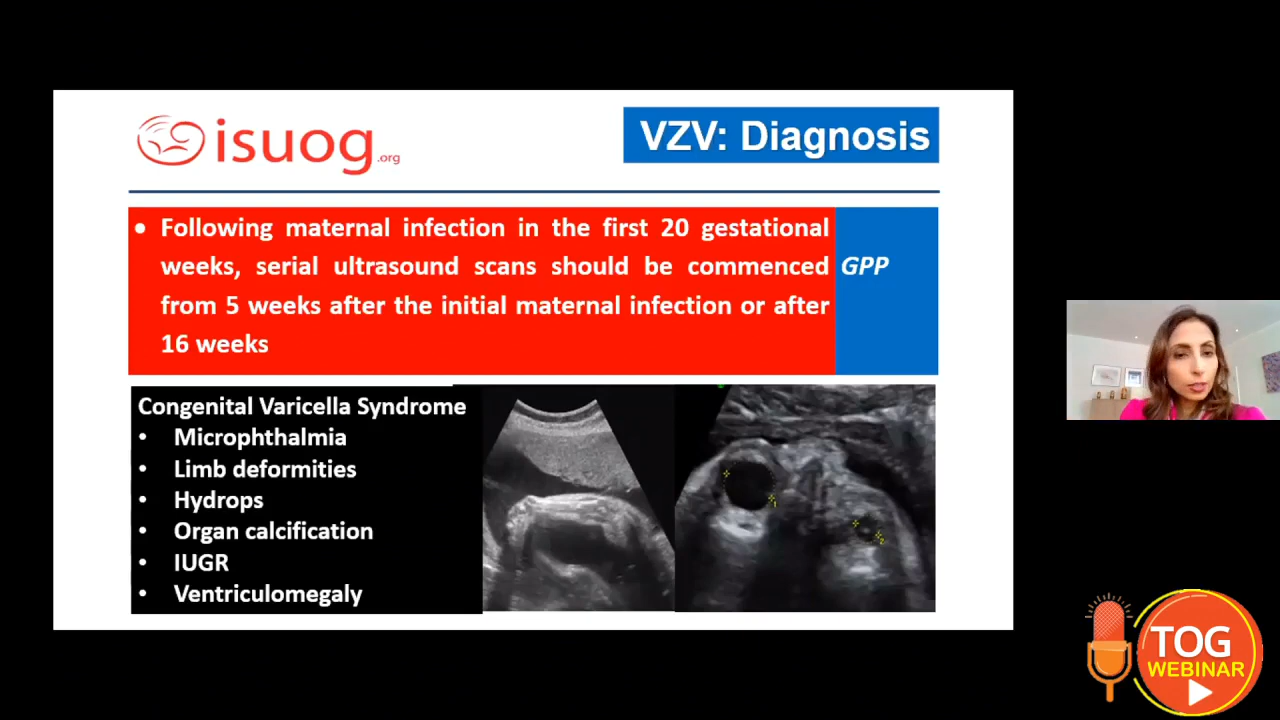 isuog.org
VZV: Diagnosis
• Following maternal infection in the first 20 gestational
weeks, serial ultrasound scans should be commenced
from 5 weeks after the initial maternal infection or after
16 weeks
GPP
Congenital Varicella Syndrome
• Microphthalmia
• Limb deformities
• Hydrops
• Organ calcification
• IUGR
• Ventriculomegaly
1
2
TOG
WEBINAR